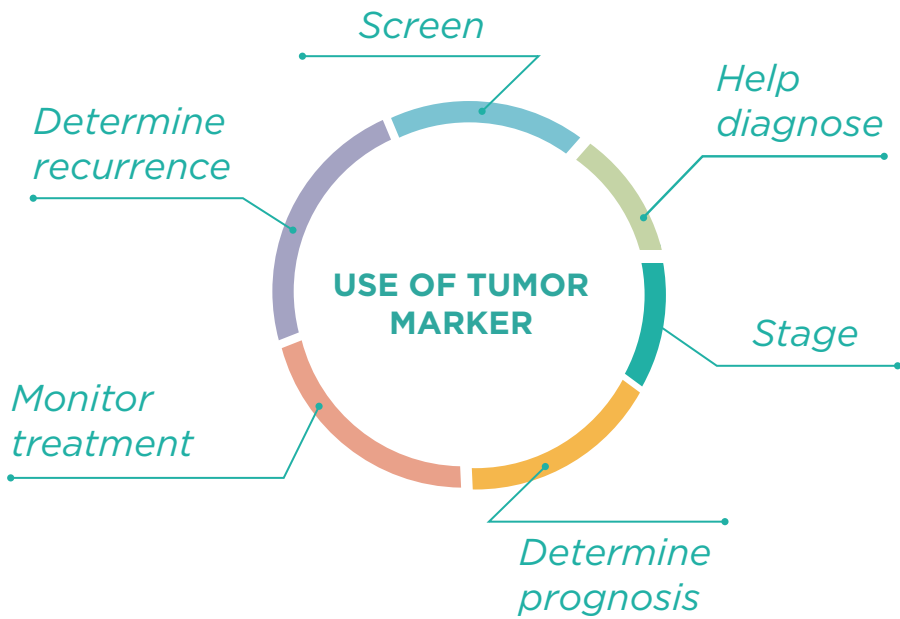 Screen
Help
diagnose
Determine
recurrence
USE OF TUMOR
MARKER
Stage
Monitor
treatment
Determine
prognosis